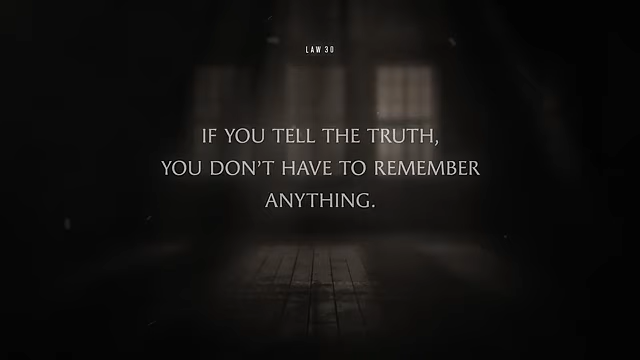 LAW 30
IF YOU TELL THE TRUTH,
YOU DON'T HAVE TO REMEMBER
ANYTHING.